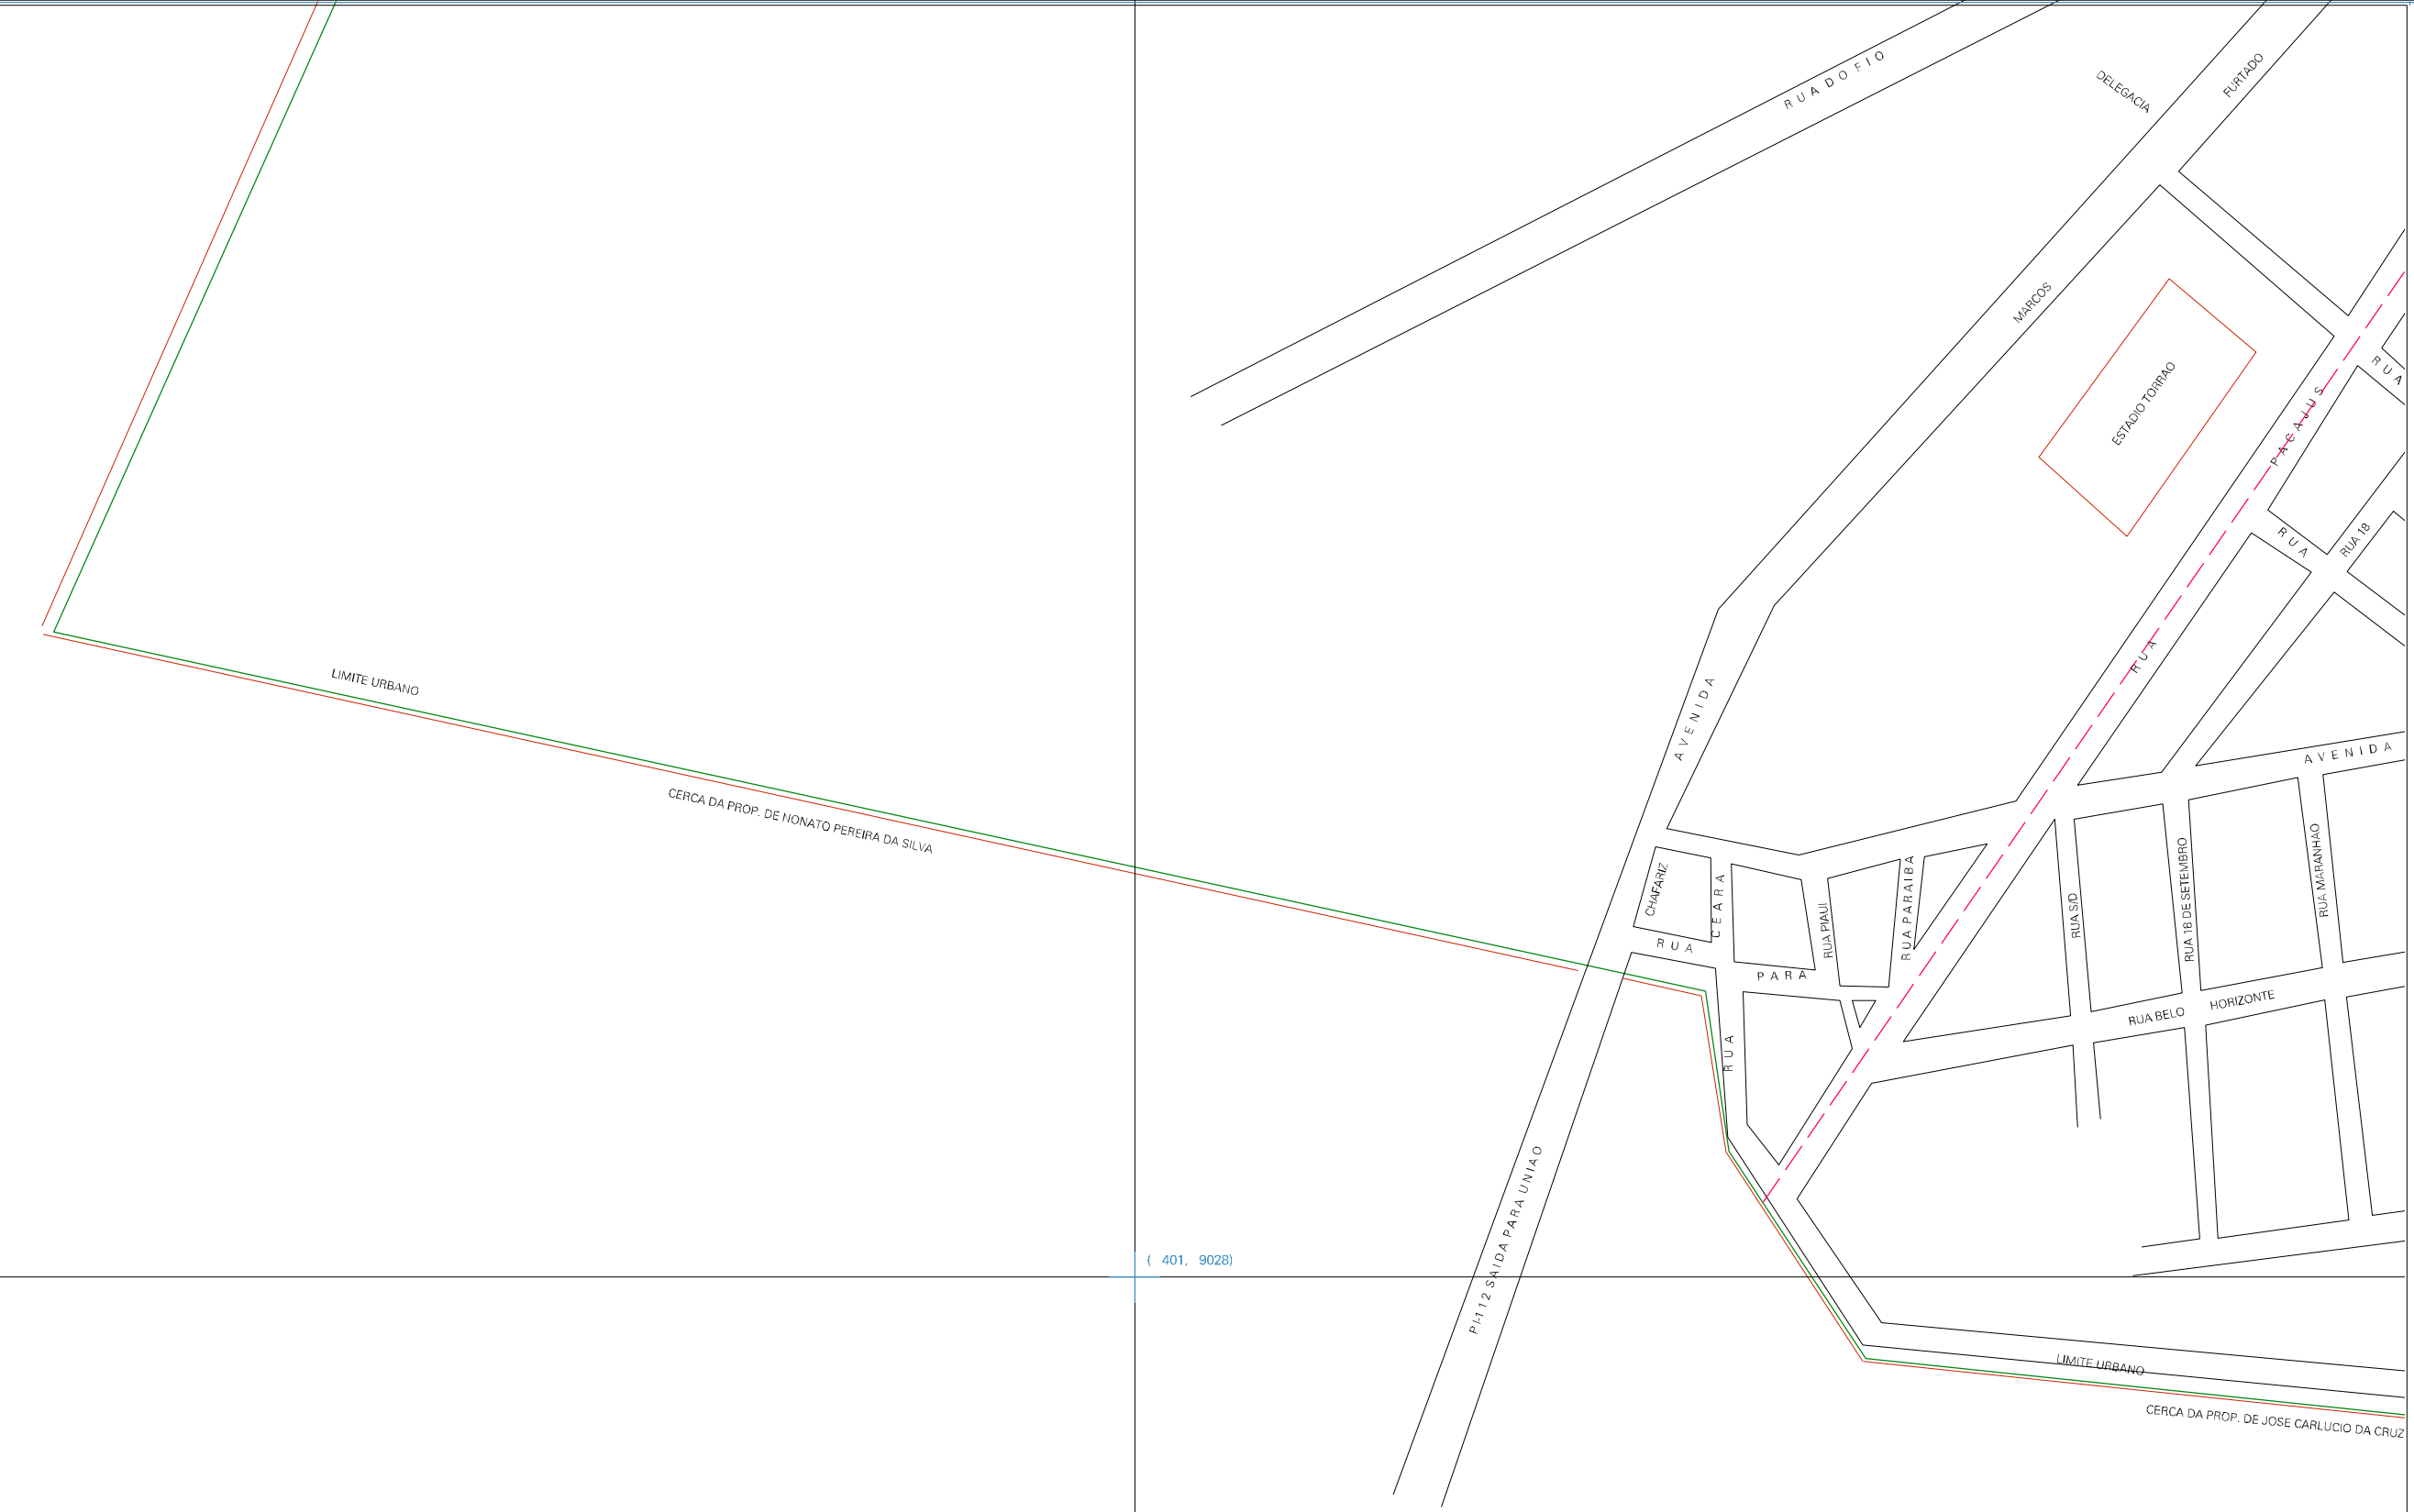 RUA DO FIO
DELEGACIA
FURTADO
MARCOS
ESTADIO TORRAO
RUA
PACAJUS
RUA
RUA 18
RUA
LIMITE URBANO
AVENIDA
AVENIDA
CERCA DA PROP. DE NONATO PEREIRA DA SILVA
CHAFARIZ
CEARA
RUA PIAUI
RUA PARAIBA
RUA S/D
RUA 18 DE SETEMBRO
RUA MARANHAO
RUA
PARA
RUA BELO HORIZONTE
RUA
PI-112 SAIDA PARA UNIAO
( 401, 9028)
LIMITE URBANO
CERCA DA PROP. DE JOSE CARLUCIO DA CRUZ